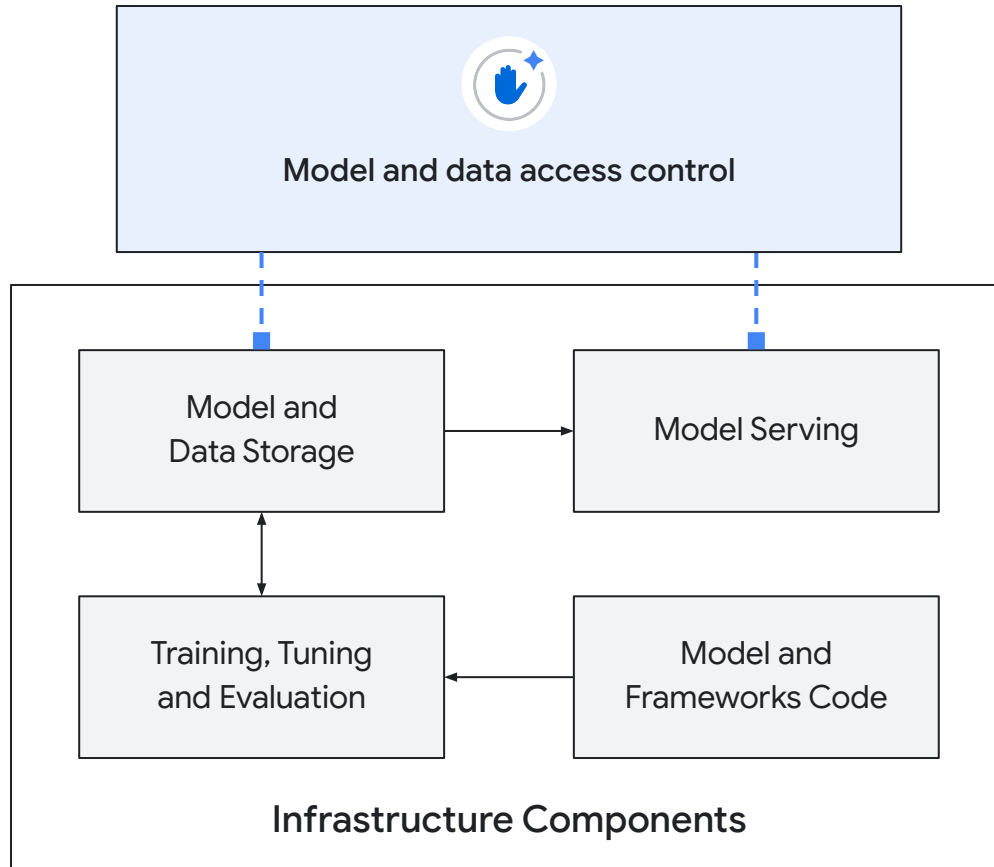 Model and data access control
Model and
Data Storage
Model Serving
Training, Tuning
and Evaluation
Model and
Frameworks Code
Infrastructure Components